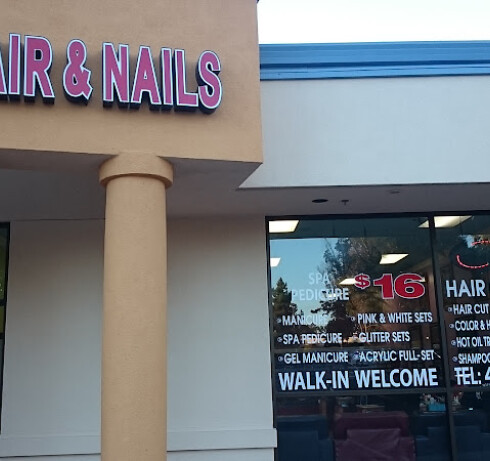 AIR & NAILS
SPA PEDICURE $16
MANICURE
SPA PEDICURE
GEL MANICURE
PINK & WHITE SETS
GLITTER SETS
ACRYLIC FULL-SET
WALK-IN WELCOME
HAIR
HAIR CUT
COLOR & H
HOT OIL TR
SHAMPOO
TEL: 4